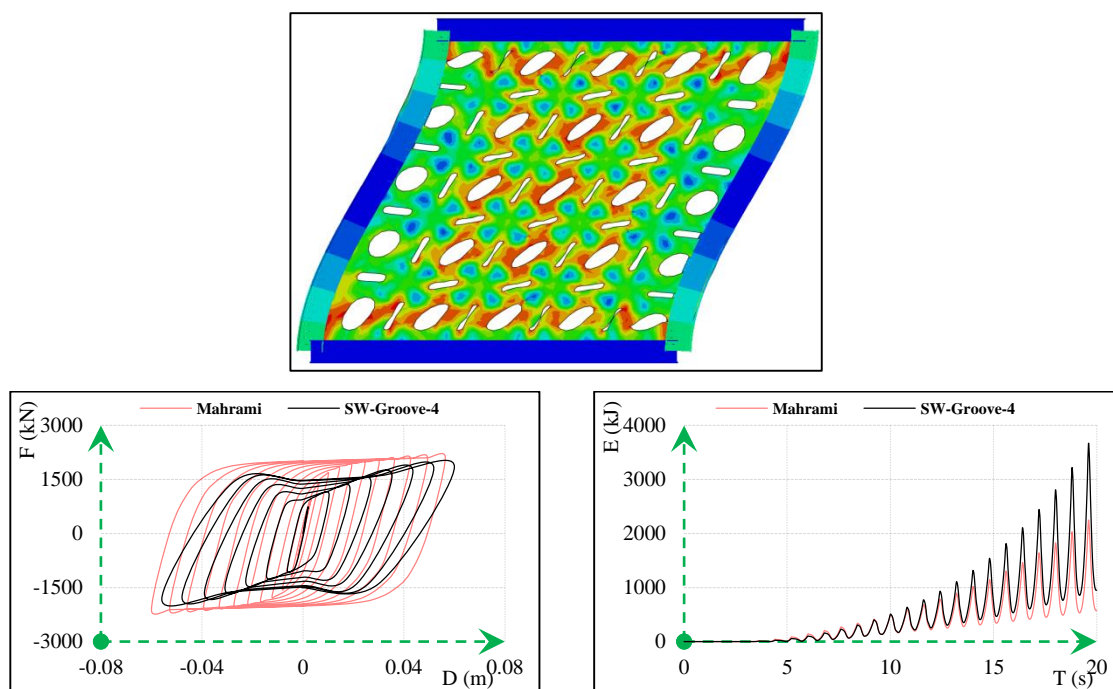 Mahrami SW-Groove-4
F (kN)
3000
1500
0
-1500
-3000
-0.08 -0.04 0 0.04 0.08
D (m)
Mahrami SW-Groove-4
E (kJ)
4000
3000
2000
1000
0
0 5 10 15 20
T (s)